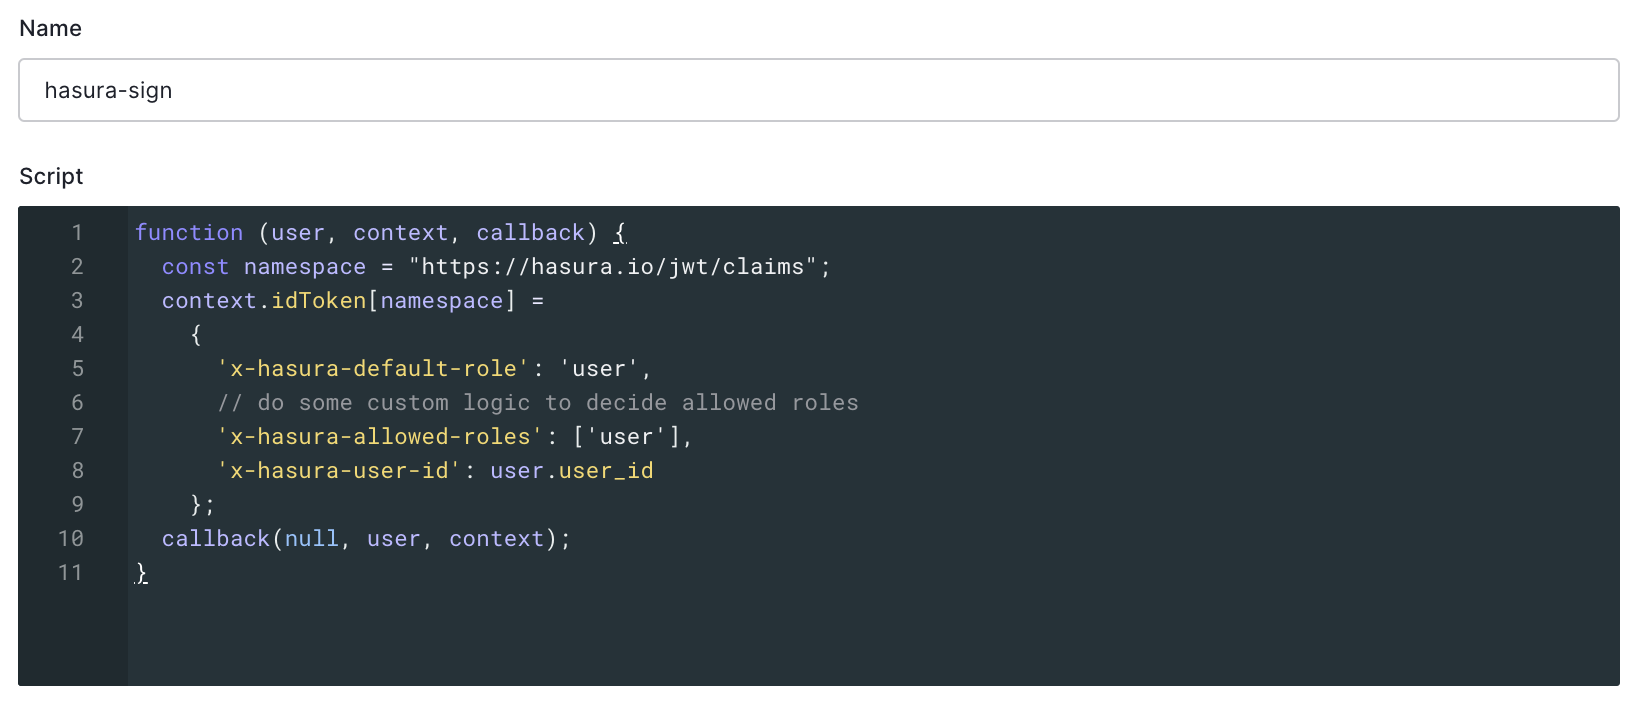 Name
hasura-sign
Script
1 function (user, context, callback) {
2   const namespace = "https://hasura.io/jwt/claims";
3   context.idToken[namespace] =
4     {
5       'x-hasura-default-role': 'user',
6       // do some custom logic to decide allowed roles
7       'x-hasura-allowed-roles': ['user'],
8       'x-hasura-user-id': user.user_id
9     };
10   callback(null, user, context);
11 }